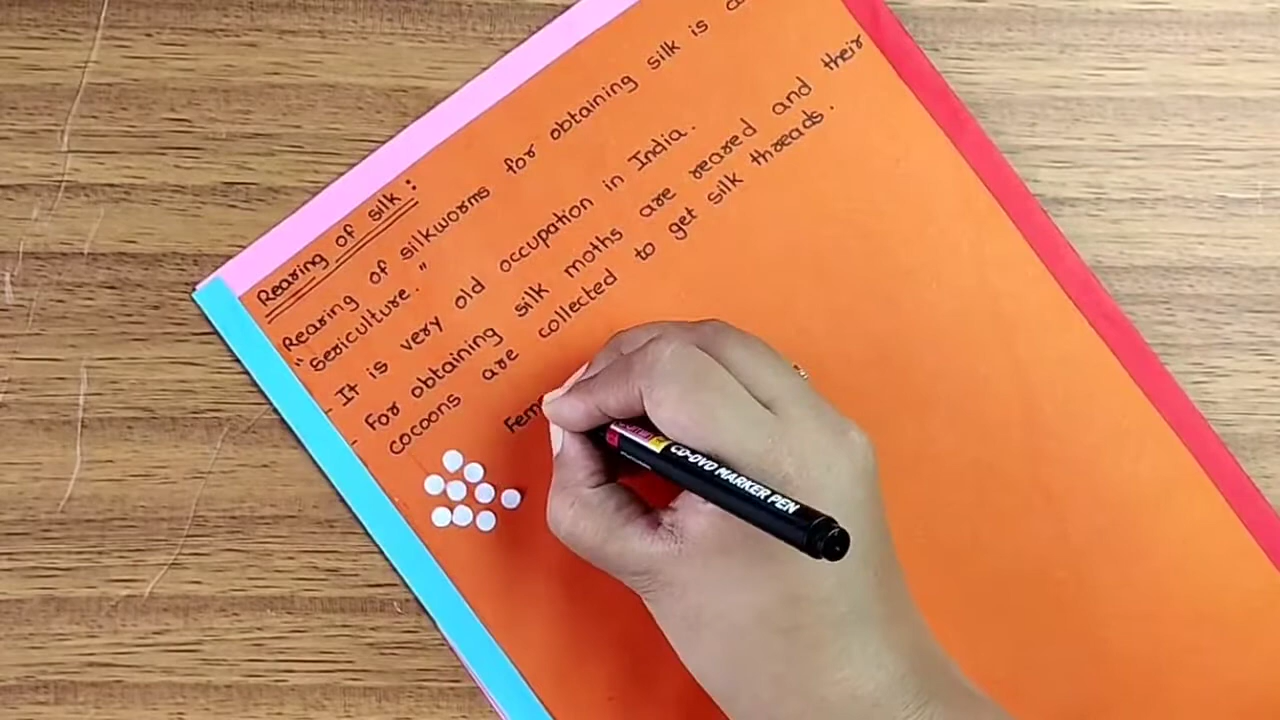 Rearing of silk :
Rearing of silkworms for obtaining silk is
"Sericulture."
- It is very old occupation in India.
- For obtaining silk moths are reared and their
cocoons are collected to get silk threads.
Fem
CD-DVD MARKER PEN